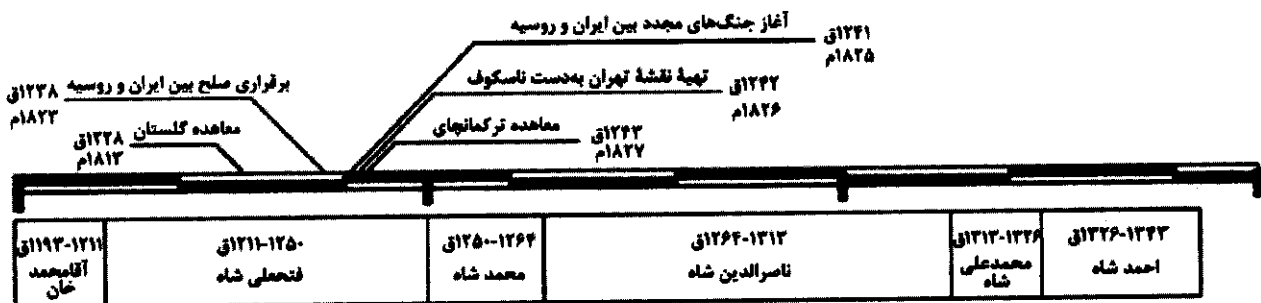 آغاز جنگ‌های مجدد بین ایران و روسیه
۱۲۴۱ق
۱۸۲۵م
تهیهٔ نقشهٔ تهران به‌دست ناسکوف
۱۲۴۲ق
۱۸۲۶م
برقراری صلح بین ایران و روسیه
۱۲۳۸ق
۱۸۲۳م
معاهده ترکمانچای
۱۲۴۳ق
۱۸۲۷م
معاهده گلستان
۱۲۲۸ق
۱۸۱۳م
۱۱۹۳-۱۲۱۱ق
آقامحمد
خان
۱۲۱۱-۱۲۵۰ق
فتحعلی شاه
۱۲۵۰-۱۲۶۴ق
محمد شاه
۱۲۶۴-۱۳۱۳ق
ناصرالدین شاه
۱۳۱۳-۱۳۲۶ق
محمدعلی
شاه
۱۳۲۶-۱۳۴۳ق
احمد شاه